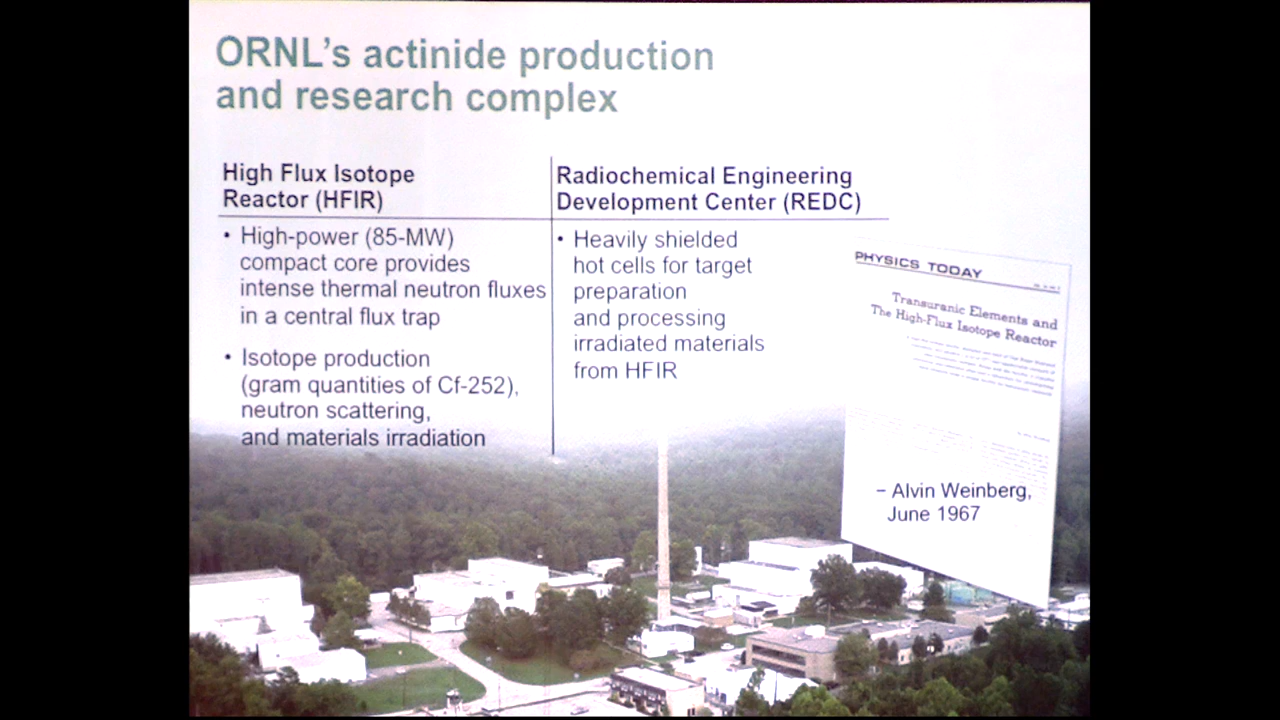 ORNL's actinide production
and research complex
High Flux Isotope
Reactor (HFIR)
• High-power (85-MW)
compact core provides
intense thermal neutron fluxes
in a central flux trap
• Isotope production
(gram quantities of Cf-252),
neutron scattering,
and materials irradiation
Radiochemical Engineering
Development Center (REDC)
• Heavily shielded
hot cells for target
preparation
and processing
irradiated materials
from HFIR
PHYSICS TODAY
Transuranic Elements and
The High-Flux Isotope Reactor
– Alvin Weinberg,
June 1967